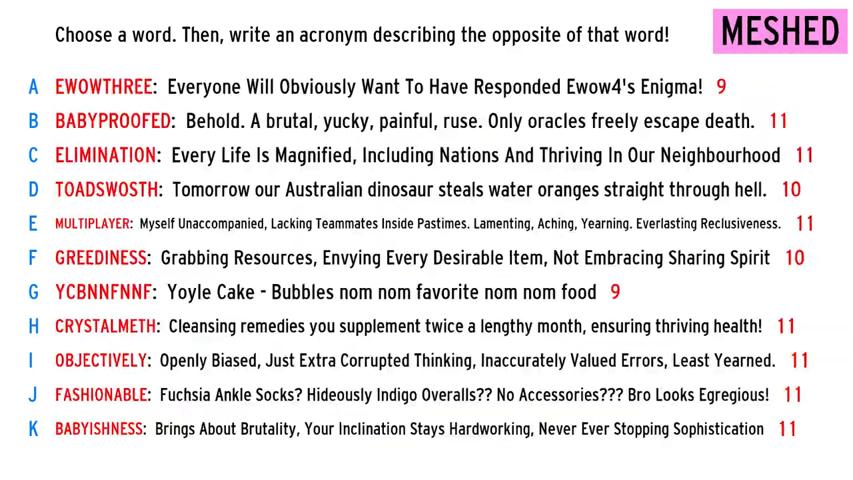 Choose a word. Then, write an acronym describing the opposite of that word!
MESHED
A EWOWTHREE: Everyone Will Obviously Want To Have Responded Ewow4's Enigma! 9
B BABYPROOFED: Behold. A brutal, yucky, painful, ruse. Only oracles freely escape death. 11
C ELIMINATION: Every Life Is Magnified, Including Nations And Thriving In Our Neighbourhood 11
D TOADSWOSTH: Tomorrow our Australian dinosaur steals water oranges straight through hell. 10
E MULTIPLAYER: Myself Unaccompanied, Lacking Teammates Inside Pastimes. Lamenting, Aching, Yearning. Everlasting Reclusiveness. 11
F GREEDINESS: Grabbing Resources, Envying Every Desirable Item, Not Embracing Sharing Spirit 10
G YCBNNFNNF: Yoyle Cake - Bubbles nom nom favorite nom nom food 9
H CRYSTALMETH: Cleansing remedies you supplement twice a lengthy month, ensuring thriving health! 11
I OBJECTIVELY: Openly Biased, Just Extra Corrupted Thinking, Inaccurately Valued Errors, Least Yearned. 11
J FASHIONABLE: Fuchsia Ankle Socks? Hideously Indigo Overalls?? No Accessories??? Bro Looks Egregious! 11
K BABYISHNESS: Brings About Brutality, Your Inclination Stays Hardworking, Never Ever Stopping Sophistication 11